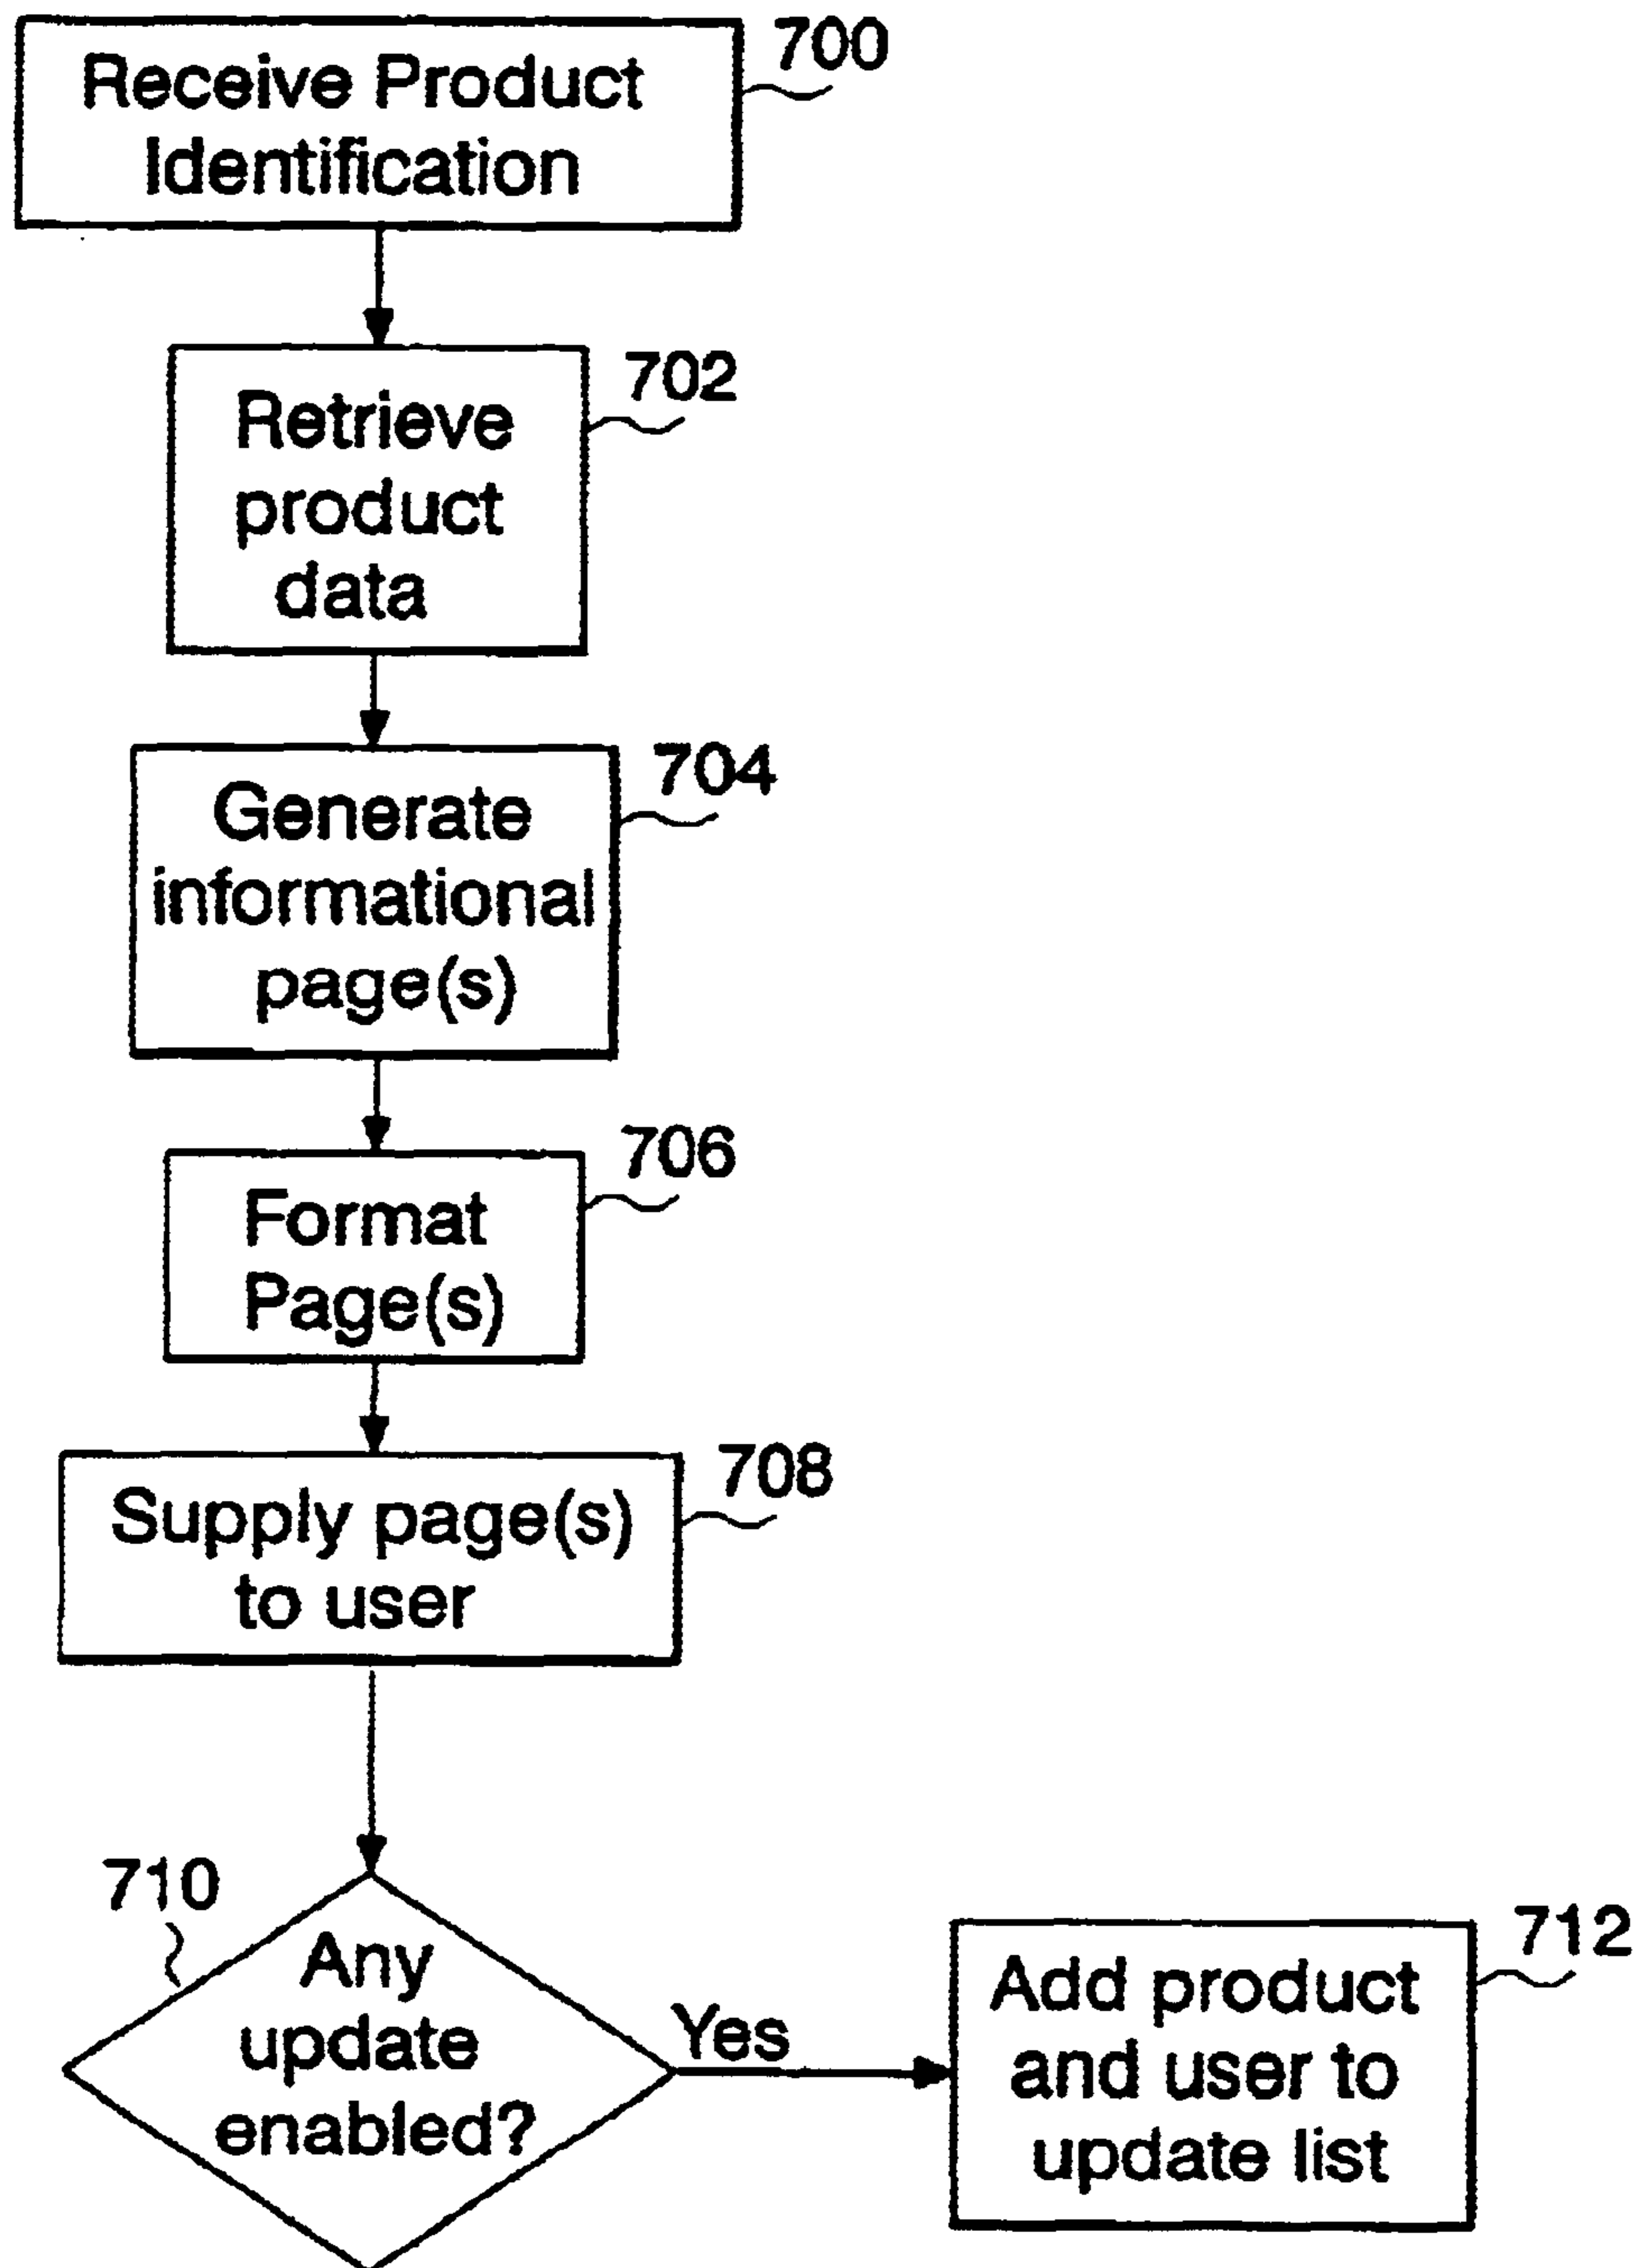 700
Receive Product
Identification
702
Retrieve
product
data
704
Generate
informational
page(s)
706
Format
Page(s)
708
Supply page(s)
to user
710
Any
update
enabled?
Yes
712
Add product
and user to
update list